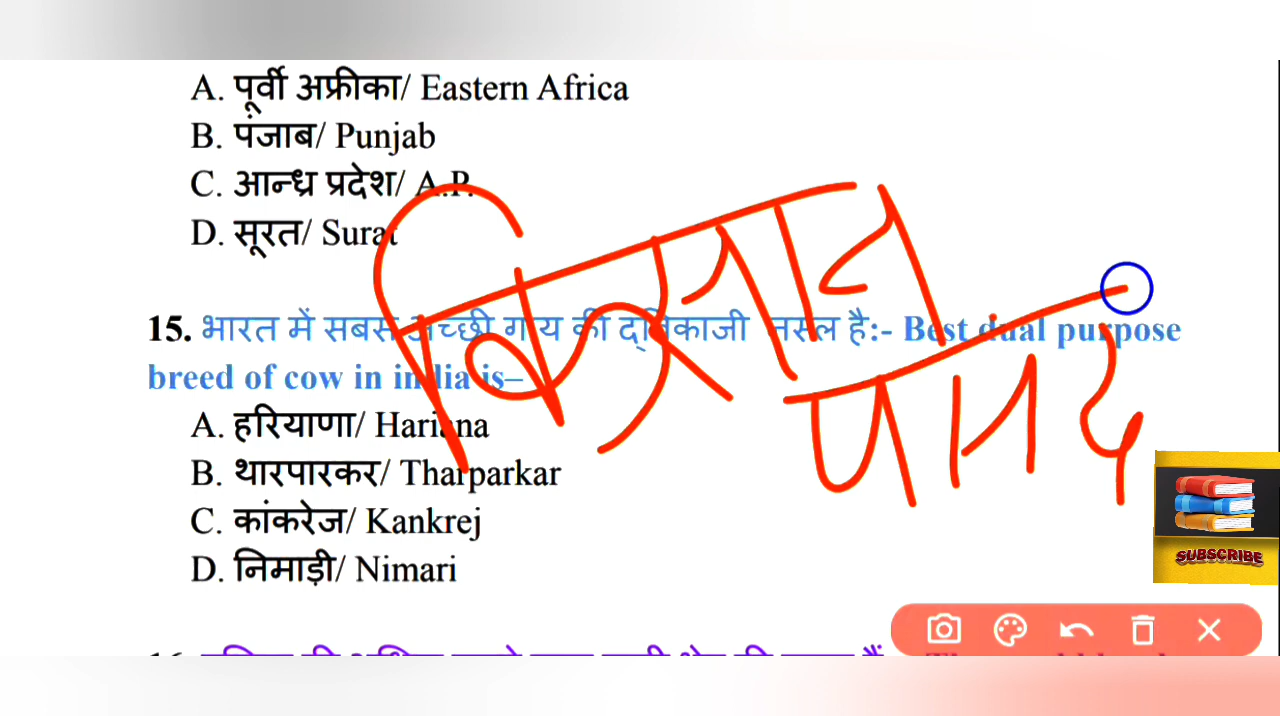 A. पूर्वी अफ्रीका/ Eastern Africa
B. पंजाब/ Punjab
C. आन्ध्र प्रदेश/ A.P.
D. सूरत/ Surat
15. भारत में सबसे अच्छी गाय की द्विकाजी नस्ल है:- Best dual purpose
breed of cow in india is–
A. हरियाणा/ Hariana
B. थारपारकर/ Tharparkar
C. कांकरेज/ Kankrej
D. निमाड़ी/ Nimari
SUBSCRIBE